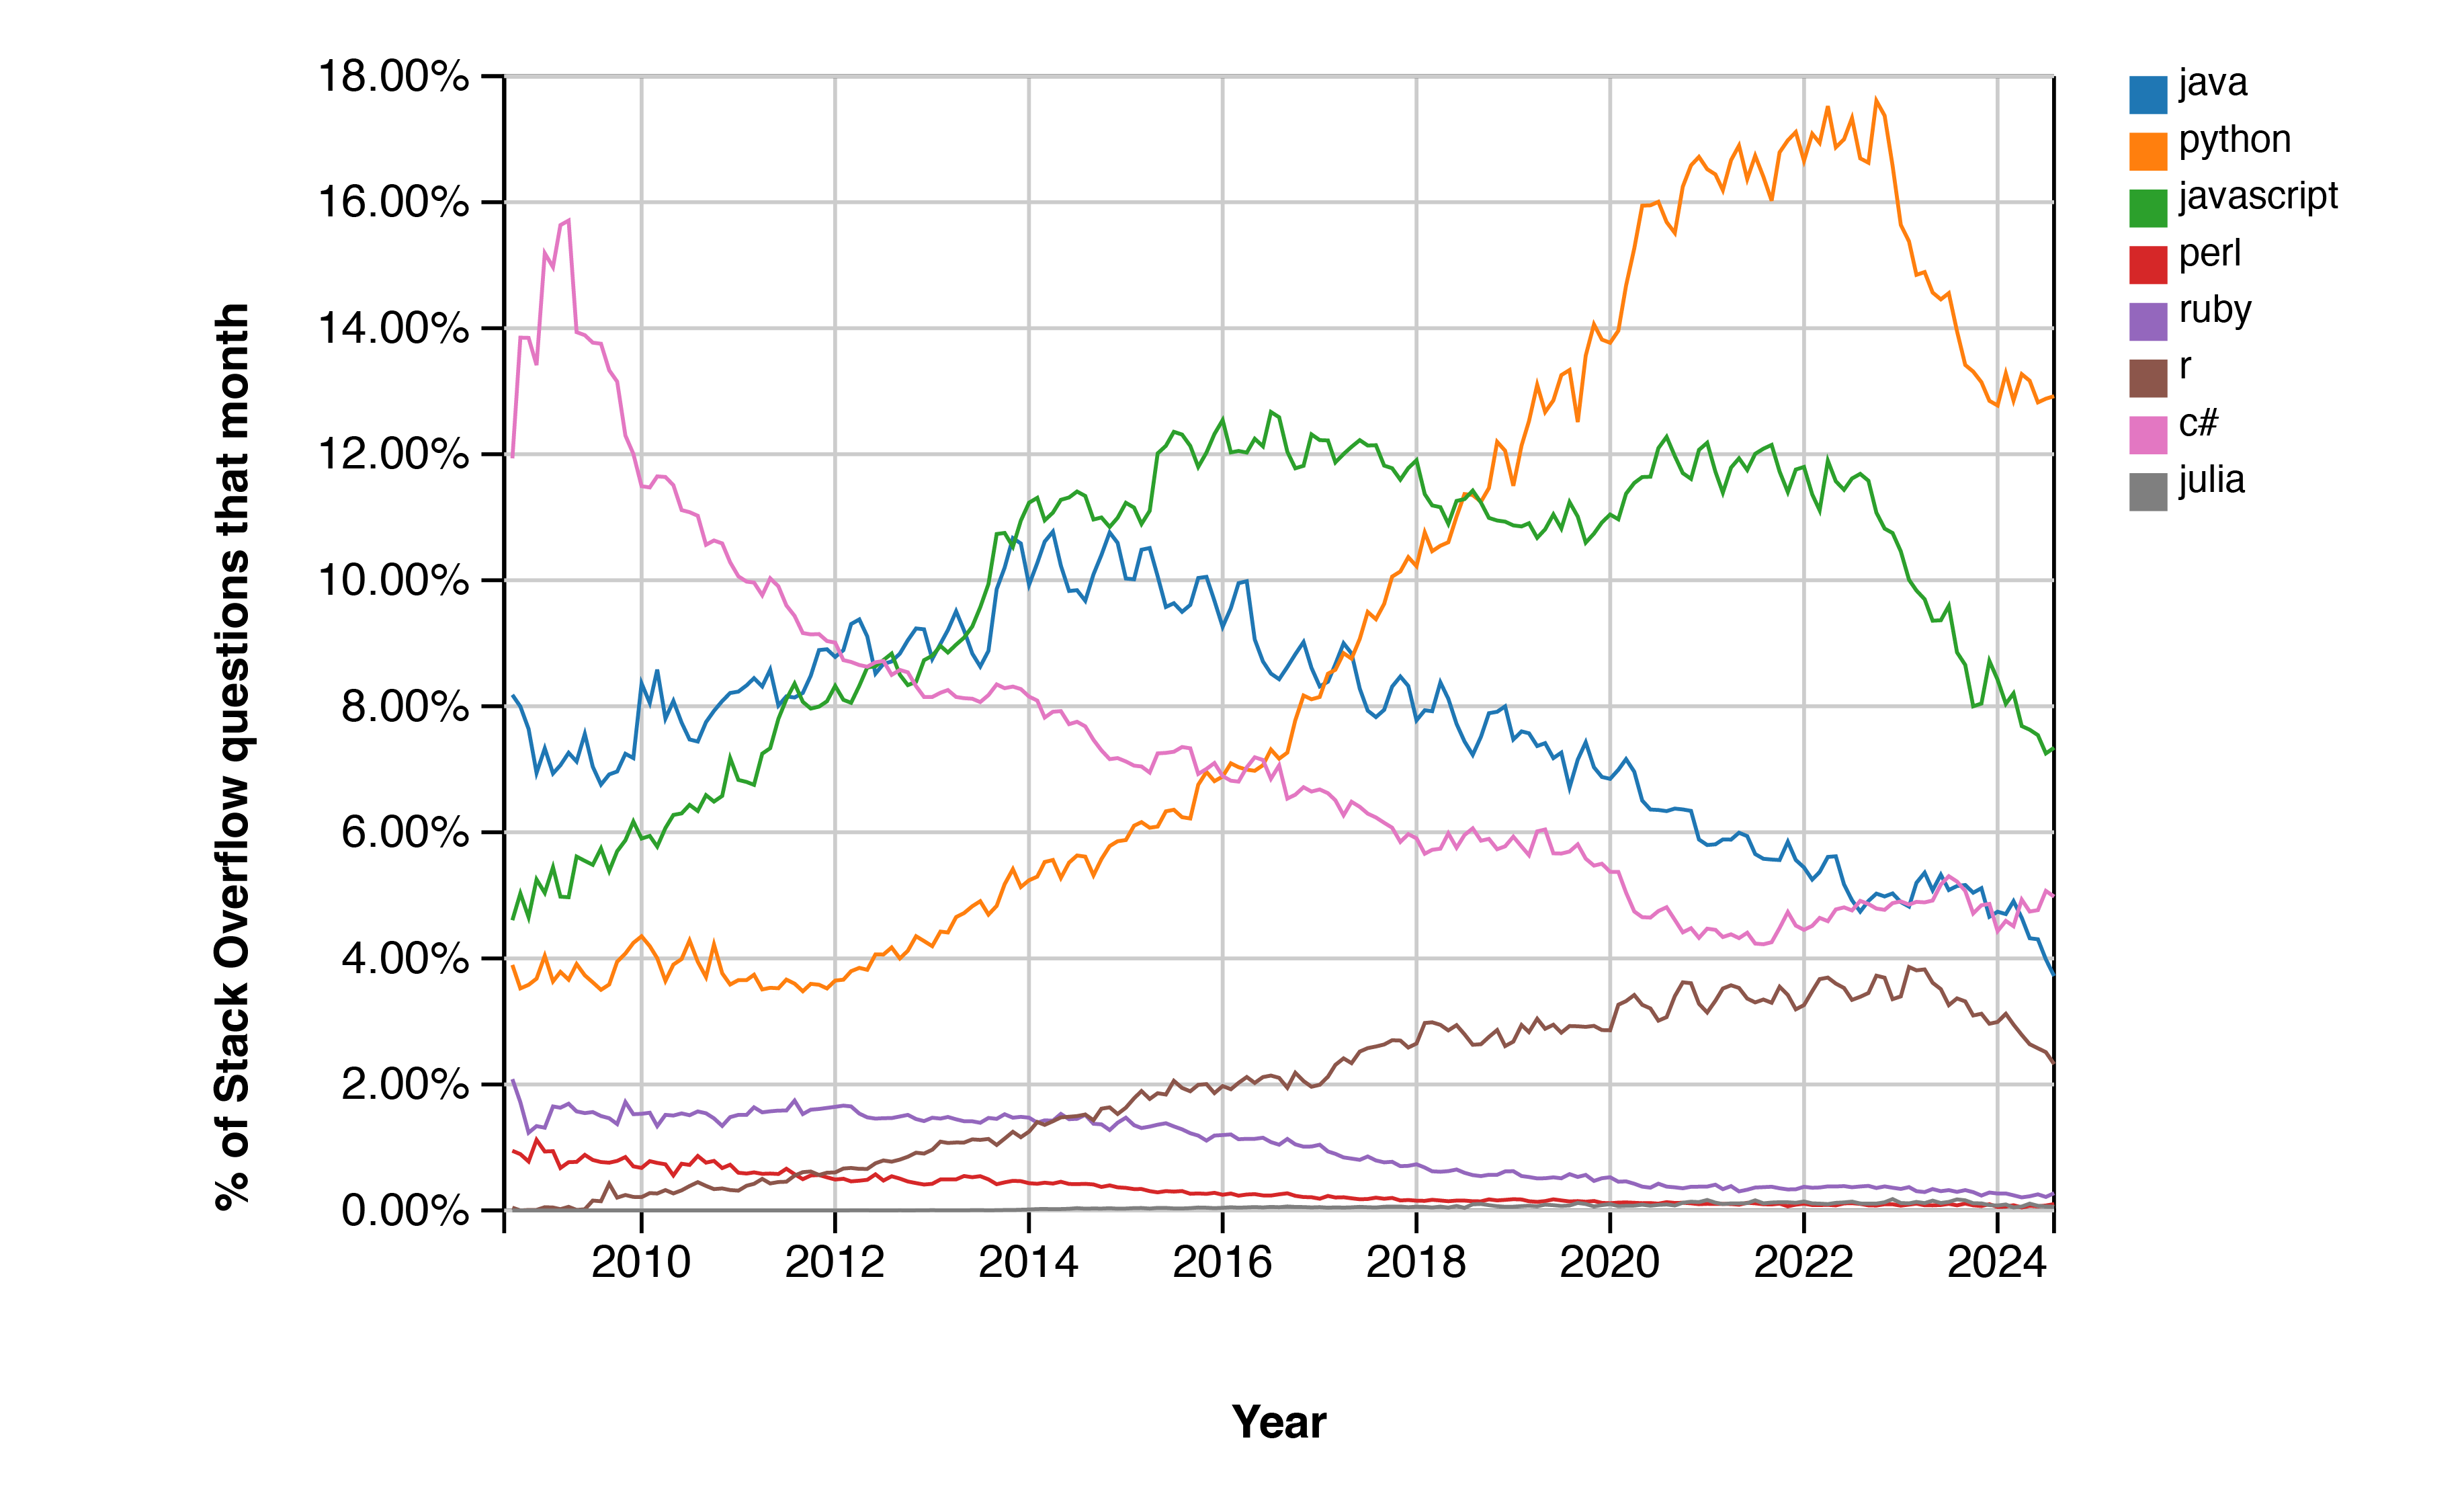 % of Stack Overflow questions that month
18.00%
16.00%
14.00%
12.00%
10.00%
8.00%
6.00%
4.00%
2.00%
0.00%
2010
2012
2014
2016
2018
2020
2022
2024
Year
java
python
javascript
perl
ruby
r
c#
julia